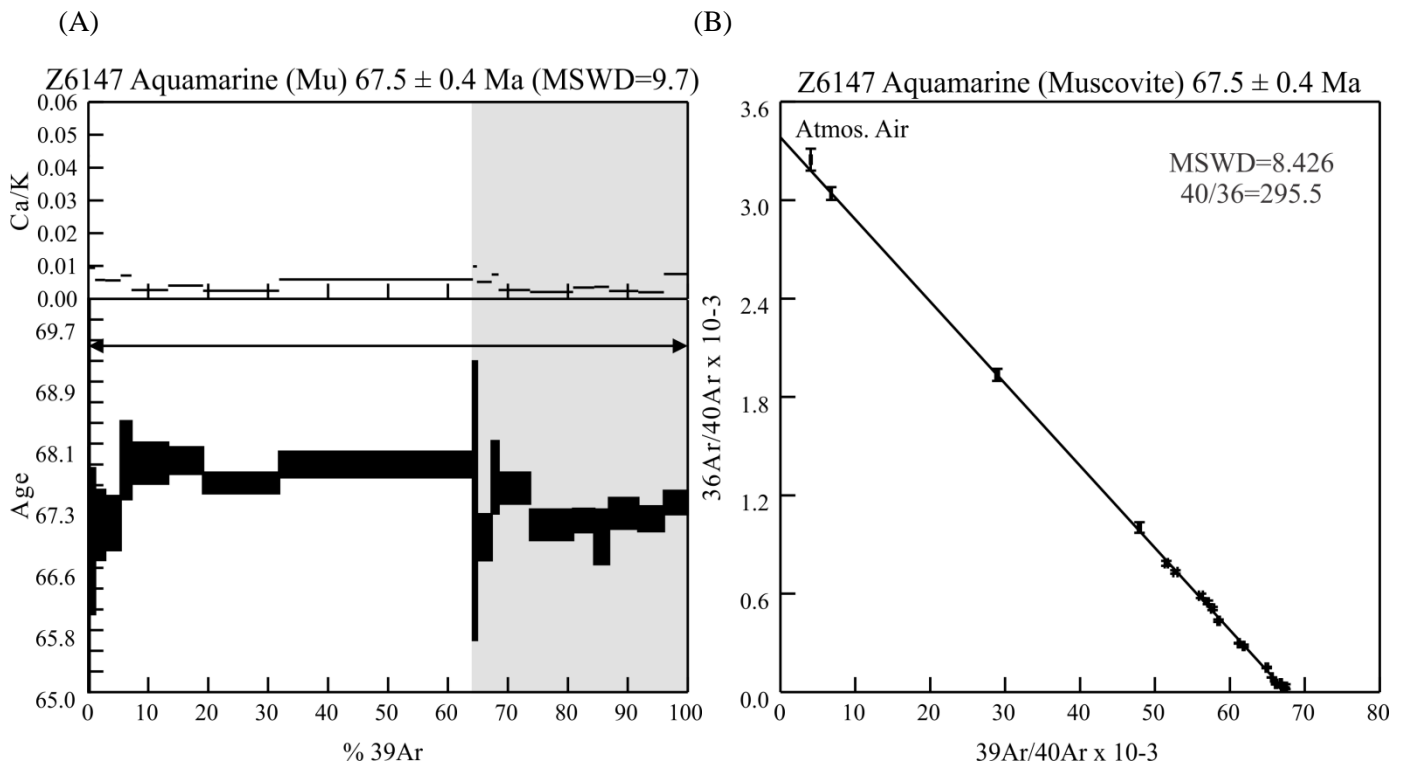 (A)
Z6147 Aquamarine (Mu) 67.5 ± 0.4 Ma (MSWD=9.7)
0.06
0.05
0.04
0.03
0.02
0.01
0.00
Ca/K
69.7
68.9
68.1
67.3
66.6
65.8
65.0
Age
0 10 20 30 40 50 60 70 80 90 100
% 39Ar
(B)
Z6147 Aquamarine (Muscovite) 67.5 ± 0.4 Ma
Atmos. Air
MSWD=8.426
40/36=295.5
3.6
3.0
2.4
1.8
1.2
0.6
0.0
36Ar/40Ar x 10-3
0 10 20 30 40 50 60 70 80
39Ar/40Ar x 10-3